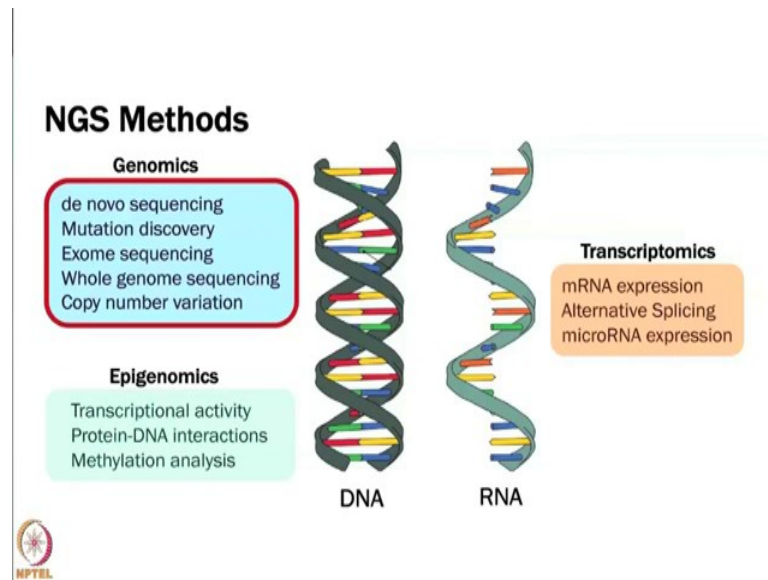 NGS Methods
Genomics
de novo sequencing
Mutation discovery
Exome sequencing
Whole genome sequencing
Copy number variation
Epigenomics
Transcriptional activity
Protein-DNA interactions
Methylation analysis
DNA
RNA
Transcriptomics
mRNA expression
Alternative Splicing
microRNA expression
NPTEL